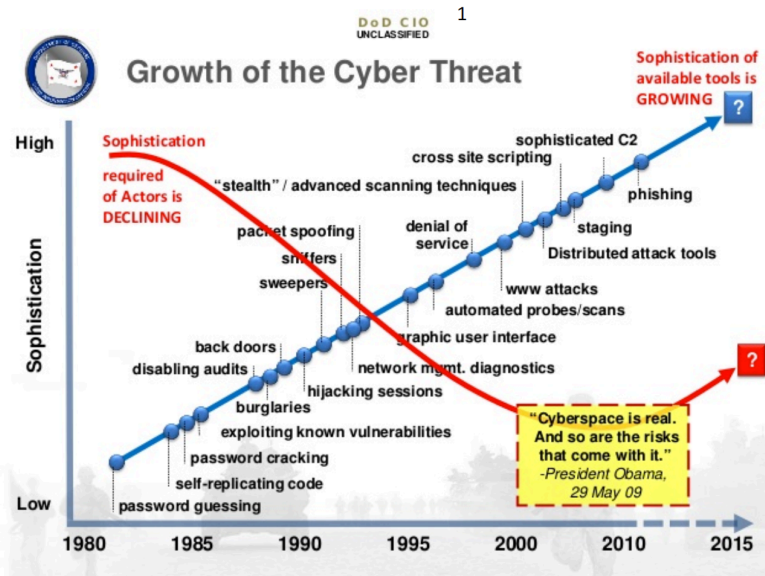 DoD CIO
UNCLASSIFIED
1
Growth of the Cyber Threat
Sophistication of
available tools is
GROWING
?
High
Sophistication
required
of Actors is
DECLINING
sophisticated C2
cross site scripting
"stealth" / advanced scanning techniques
phishing
denial of
service
staging
packet spoofing
Distributed attack tools
sniffers
sweepers
www attacks
automated probes/scans
Sophistication
graphic user interface
back doors
disabling audits
network mgmt. diagnostics
?
hijacking sessions
burglaries
exploiting known vulnerabilities
password cracking
self-replicating code
password guessing
"Cyberspace is real.
And so are the risks
that come with it."
-President Obama,
29 May 09
Low
1980 1985 1990 1995 2000 2010 2015